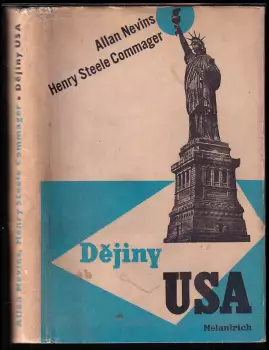 Allan Nevins, Henry Steele Commager • Dějiny USA
Allan Nevins
Henry Steele Commager
Dějiny
USA
Melantrich